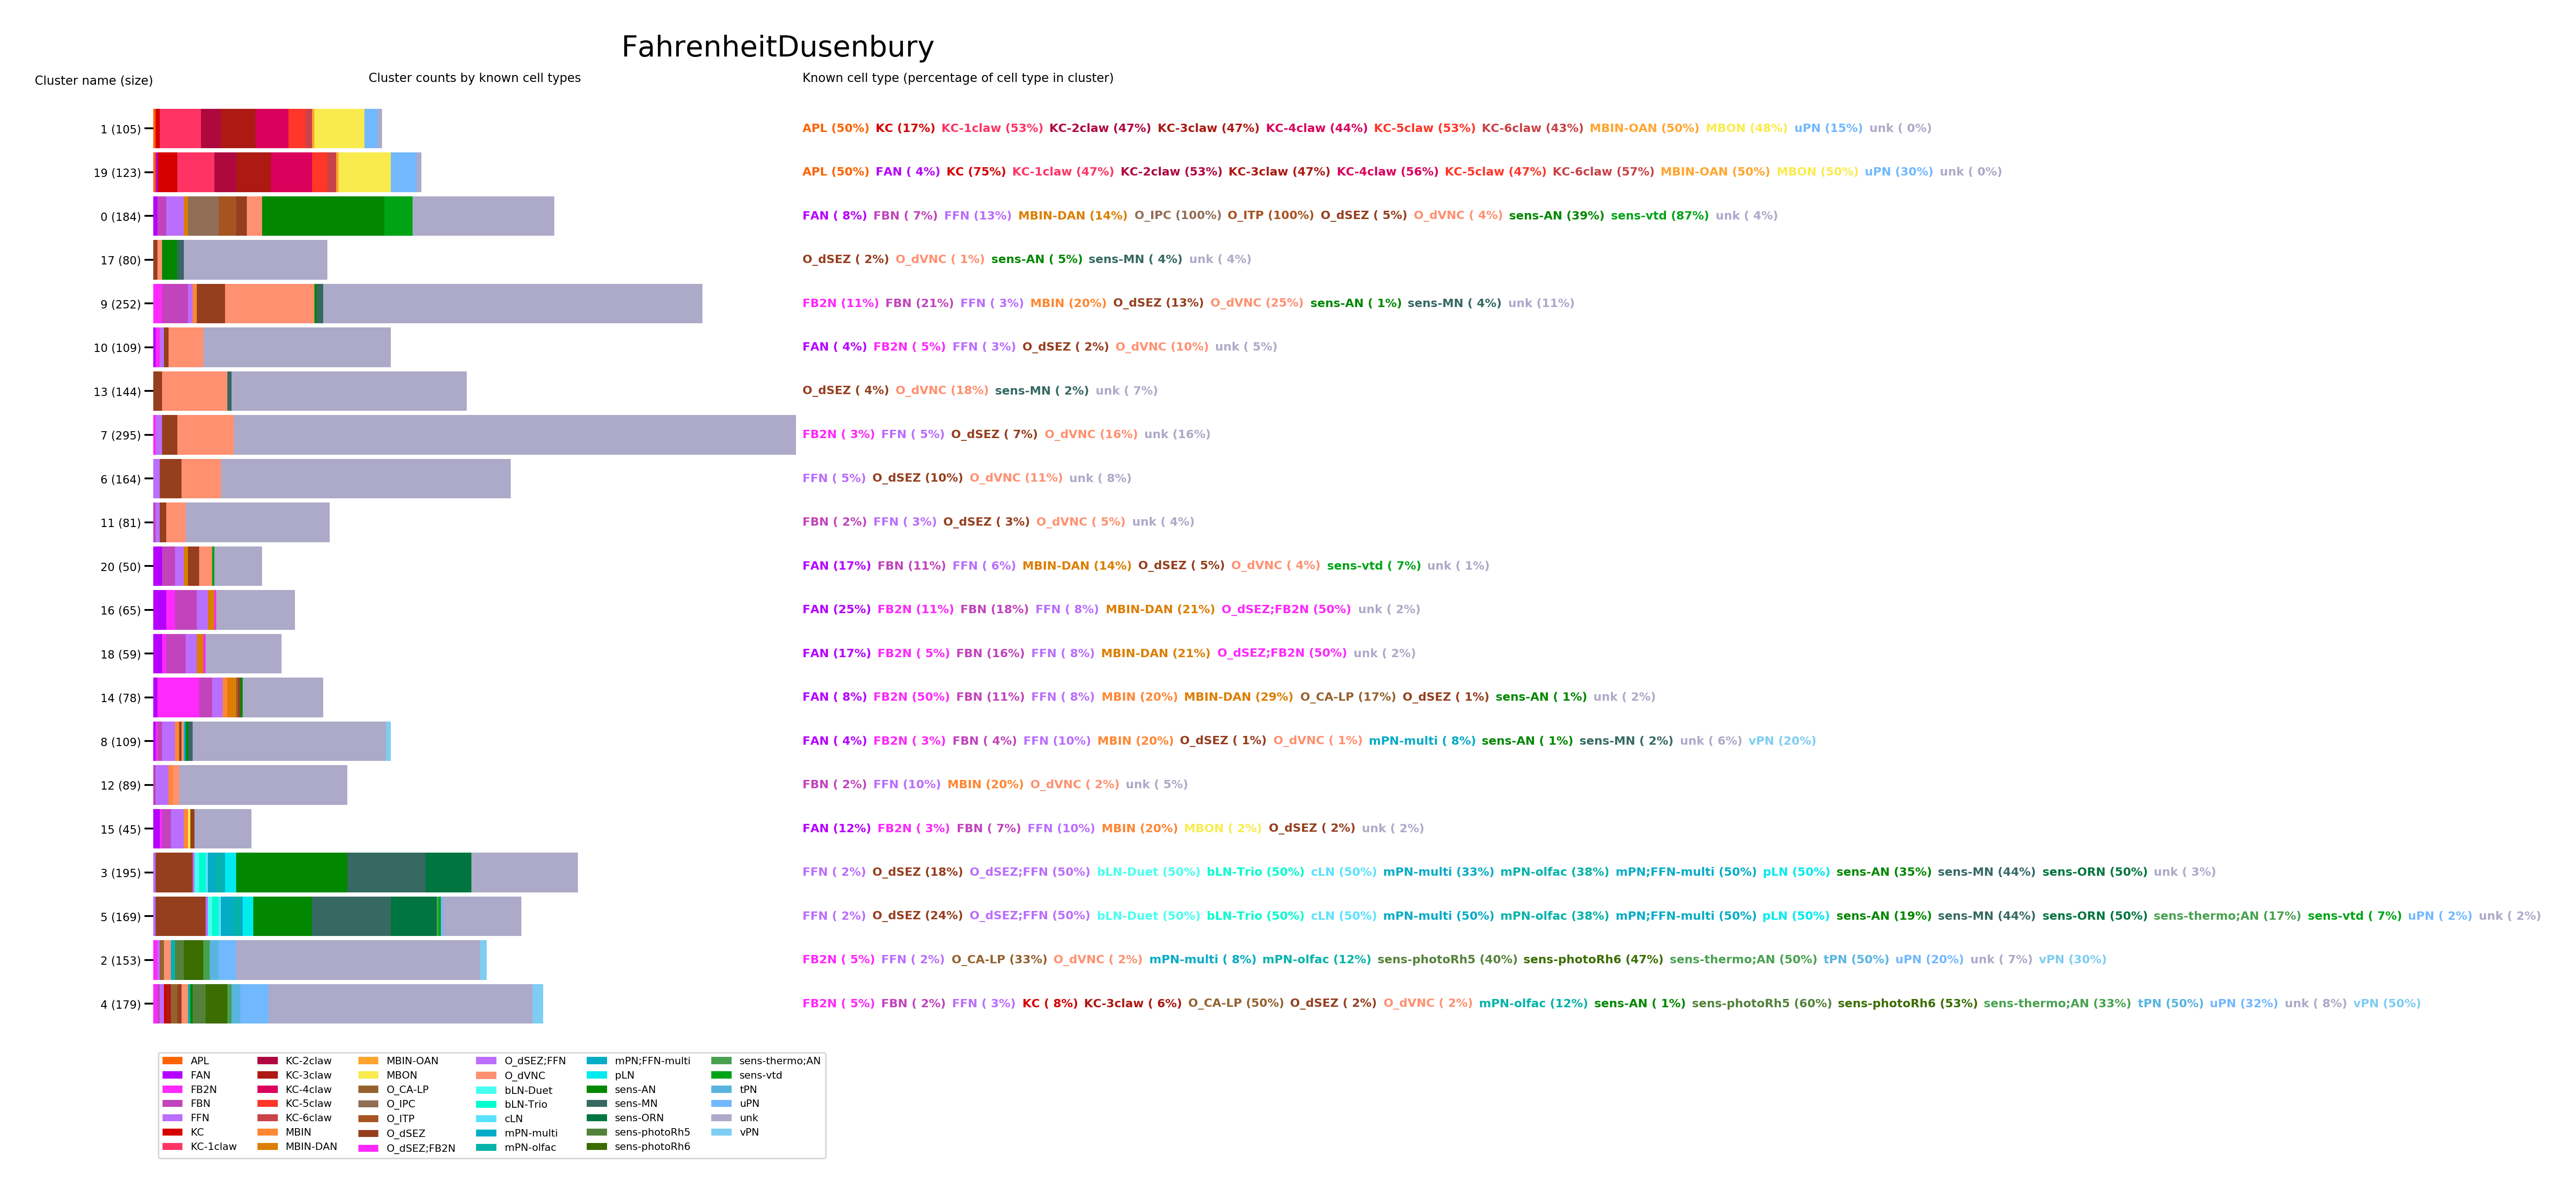 FahrenheitDusenbury
Cluster name (size) Cluster counts by known cell types Known cell type (percentage of cell type in cluster)
1 (105) APL (50%) KC (17%) KC-1claw (53%) KC-2claw (47%) KC-3claw (47%) KC-4claw (44%) KC-5claw (53%) KC-6claw (43%) MBIN-OAN (50%) MBON (48%) uPN (15%) unk ( 0%)
19 (123) APL (50%) FAN ( 4%) KC (75%) KC-1claw (47%) KC-2claw (53%) KC-3claw (47%) KC-4claw (56%) KC-5claw (47%) KC-6claw (57%) MBIN-OAN (50%) MBON (50%) uPN (30%) unk ( 0%)
0 (184) FAN ( 8%) FBN ( 7%) FFN (13%) MBIN-DAN (14%) O_IPC (100%) O_ITP (100%) O_dSEZ ( 5%) O_dVNC ( 4%) sens-AN (39%) sens-vtd (87%) unk ( 4%)
17 (80) O_dSEZ ( 2%) O_dVNC ( 1%) sens-AN ( 5%) sens-MN ( 4%) unk ( 4%)
9 (252) FB2N (11%) FBN (21%) FFN ( 3%) MBIN (20%) O_dSEZ (13%) O_dVNC (25%) sens-AN ( 1%) sens-MN ( 4%) unk (11%)
10 (109) FAN ( 4%) FB2N ( 5%) FFN ( 3%) O_dSEZ ( 2%) O_dVNC (10%) unk ( 5%)
13 (144) O_dSEZ ( 4%) O_dVNC (18%) sens-MN ( 2%) unk ( 7%)
7 (295) FB2N ( 3%) FFN ( 5%) O_dSEZ ( 7%) O_dVNC (16%) unk (16%)
6 (164) FFN ( 5%) O_dSEZ (10%) O_dVNC (11%) unk ( 8%)
11 (81) FBN ( 2%) FFN ( 3%) O_dSEZ ( 3%) O_dVNC ( 5%) unk ( 4%)
20 (50) FAN (17%) FBN (11%) FFN ( 6%) MBIN-DAN (14%) O_dSEZ ( 5%) O_dVNC ( 4%) sens-vtd ( 7%) unk ( 1%)
16 (65) FAN (25%) FB2N (11%) FBN (18%) FFN ( 8%) MBIN-DAN (21%) O_dSEZ;FB2N (50%) unk ( 2%)
18 (59) FAN (17%) FB2N ( 5%) FBN (16%) FFN ( 8%) MBIN-DAN (21%) O_dSEZ;FB2N (50%) unk ( 2%)
14 (78) FAN ( 8%) FB2N (50%) FBN (11%) FFN ( 8%) MBIN (20%) MBIN-DAN (29%) O_CA-LP (17%) O_dSEZ ( 1%) sens-AN ( 1%) unk ( 2%)
8 (109) FAN ( 4%) FB2N ( 3%) FBN ( 4%) FFN (10%) MBIN (20%) O_dSEZ ( 1%) O_dVNC ( 1%) mPN-multi ( 8%) sens-AN ( 1%) sens-MN ( 2%) unk ( 6%) vPN (20%)
12 (89) FBN ( 2%) FFN (10%) MBIN (20%) O_dVNC ( 2%) unk ( 5%)
15 (45) FAN (12%) FB2N ( 3%) FBN ( 7%) FFN (10%) MBIN (20%) MBON ( 2%) O_dSEZ ( 2%) unk ( 2%)
3 (195) FFN ( 2%) O_dSEZ (18%) O_dSEZ;FFN (50%) bLN-Duet (50%) bLN-Trio (50%) cLN (50%) mPN-multi (33%) mPN-olfac (38%) mPN;FFN-multi (50%) pLN (50%) sens-AN (35%) sens-MN (44%) sens-ORN (50%) unk ( 3%)
5 (169) FFN ( 2%) O_dSEZ (24%) O_dSEZ;FFN (50%) bLN-Duet (50%) bLN-Trio (50%) cLN (50%) mPN-multi (50%) mPN-olfac (38%) mPN;FFN-multi (50%) pLN (50%) sens-AN (19%) sens-MN (44%) sens-ORN (50%) sens-thermo;AN (17%) sens-vtd ( 7%) uPN ( 2%) unk ( 2%)
2 (153) FB2N ( 5%) FFN ( 2%) O_CA-LP (33%) O_dVNC ( 2%) mPN-multi ( 8%) mPN-olfac (12%) sens-photoRh5 (40%) sens-photoRh6 (47%) sens-thermo;AN (50%) tPN (50%) uPN (20%) unk ( 7%) vPN (30%)
4 (179) FB2N ( 5%) FBN ( 2%) FFN ( 3%) KC ( 8%) KC-3claw ( 6%) O_CA-LP (50%) O_dSEZ ( 2%) O_dVNC ( 2%) mPN-olfac (12%) sens-AN ( 1%) sens-photoRh5 (60%) sens-photoRh6 (53%) sens-thermo;AN (33%) tPN (50%) uPN (32%) unk ( 8%) vPN (50%)
APL KC-2claw MBIN-OAN O_dSEZ;FFN mPN;FFN-multi sens-thermo;AN
FAN KC-3claw MBON O_dVNC pLN sens-vtd
FB2N KC-4claw O_CA-LP bLN-Duet sens-AN tPN
FBN KC-5claw O_IPC bLN-Trio sens-MN uPN
FFN KC-6claw O_ITP cLN sens-ORN unk
KC MBIN O_dSEZ mPN-multi sens-photoRh5 vPN
KC-1claw MBIN-DAN O_dSEZ;FB2N mPN-olfac sens-photoRh6